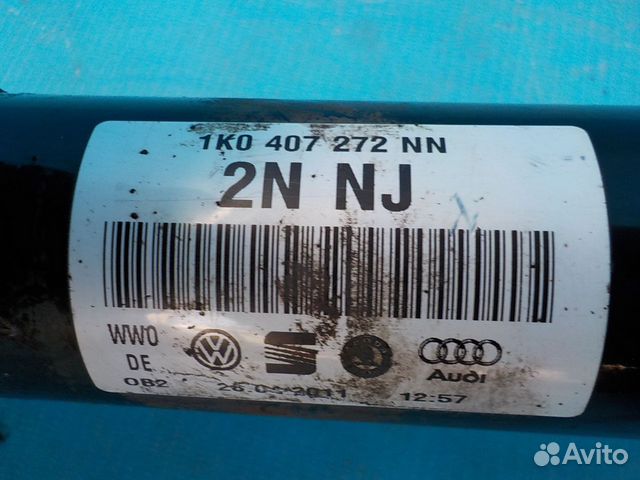 1K0 407 272 NN
2N NJ
WWO
DE
OB2
Audi
12:57
Avito